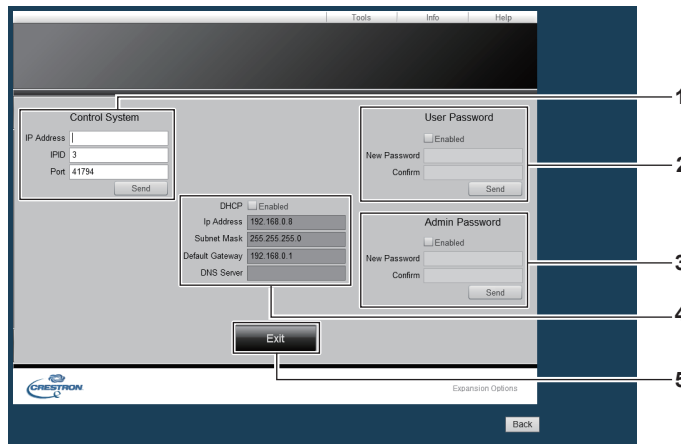 Tools Info Help
1
Control System
IP Address
IPID 3
Port 41794
Send
User Password
Enabled
New Password
Confirm
Send
2
DHCP Enabled
Ip Address 192.168.0.8
Subnet Mask 255.255.255.0
Default Gateway 192.168.0.1
DNS Server
Admin Password
Enabled
New Password
Confirm
Send
3
4
Exit
5
CRESTRON
Expansion Options
Back